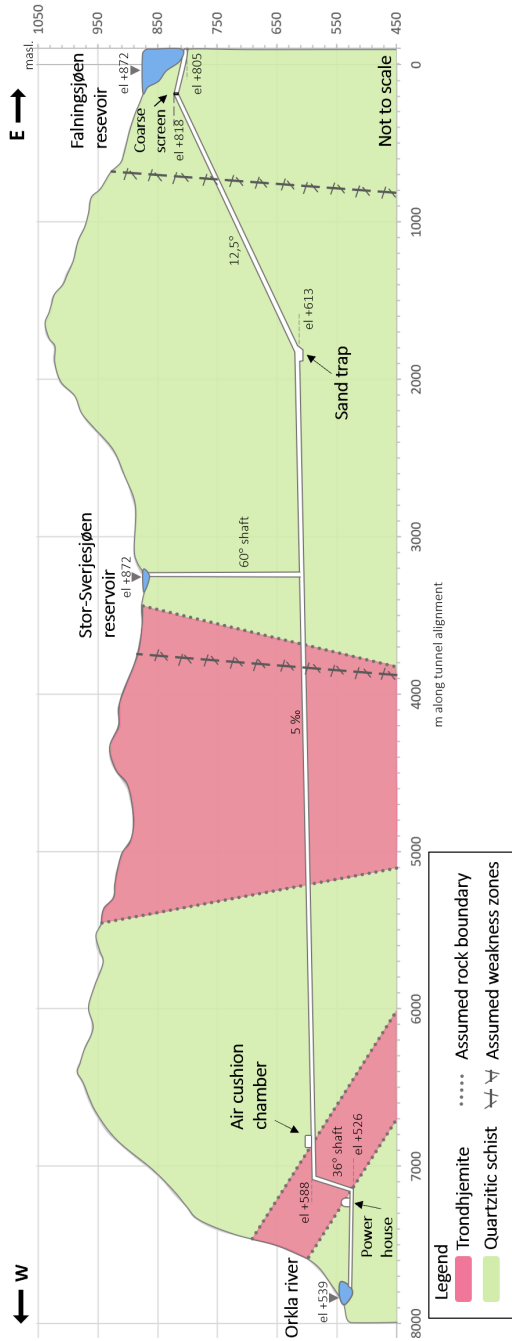 W
E
masl.
1050
950
850
750
650
550
450
Orkla river
el +539
Power
house
el +588
36° shaft
el +526
Air cushion
chamber
5 ‰
Stor-Sverjesjøen
reservoir
el +872
60° shaft
Sand trap
el +613
12,5°
Falningsjøen
resevoir
el +872
Coarse
screen
el +818
el +805
Not to scale
8000
7000
6000
5000
4000
3000
2000
1000
0
m along tunnel alignment
Legend
Trondhjemite
Assumed rock boundary
Quartzitic schist
Assumed weakness zones